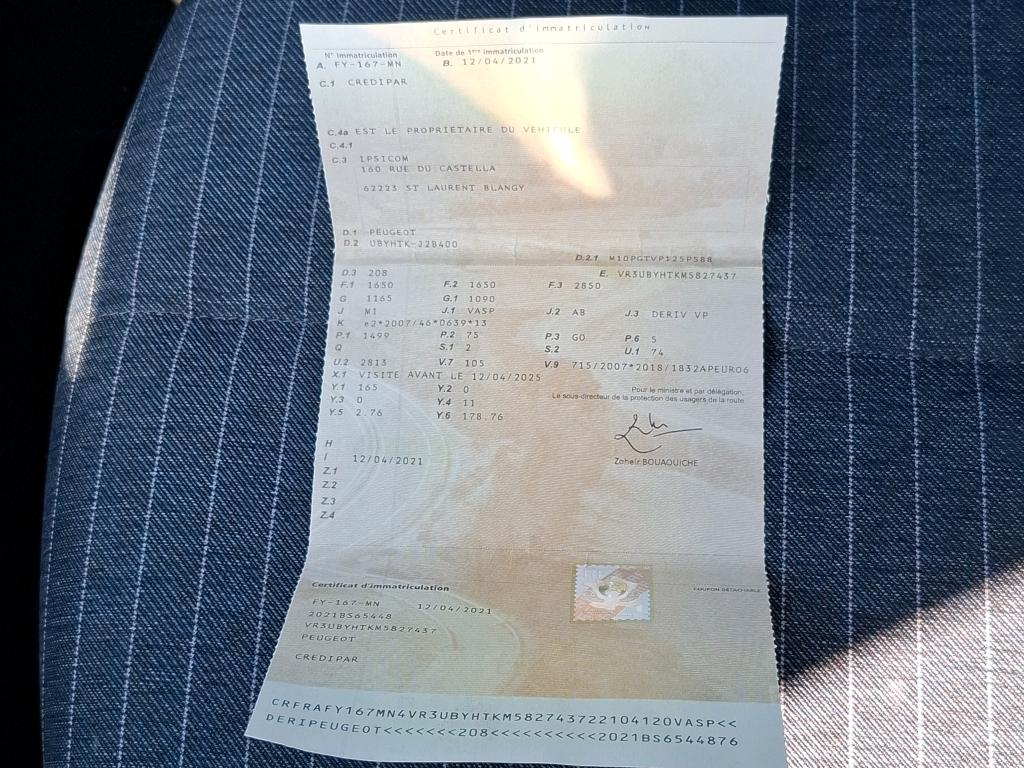 Certificat d'immatriculation
N° Immatriculation Date de 1ère immatriculation
A. FY-167-MN B. 12/04/2021
C.1 CREDIPAR
C.4a EST LE PROPRIÉTAIRE DU VÉHICULE
C.4.1
C.3 IPSICOM
160 RUE DU CASTELLA
62223 ST LAURENT BLANGY
D.1 PEUGEOT
D.2 UBYHTK-J2B400
D.2.1 M10PGTVP125P588
D.3 208 E. VR3UBYHTKM5827437
F.1 1650 F.2 1650 F.3 2850
G 1165 G.1 1090
J M1 J.1 VASP J.2 AB J.3 DERIV VP
K e2*2007/46*0639*13
P.1 1499 P.2 75 P.3 GO P.6 5
Q S.1 2 S.2 U.1 74
U.2 2813 V.7 105 V.9 715/2007*2018/1832APEURO6
X.1 VISITE AVANT LE 12/04/2025
Y.1 165 Y.2 0
Y.3 0 Y.4 11
Y.5 2.76 Y.6 178.76
Pour le ministre et par délégation,
Le sous-directeur de la protection des usagers de la route
Zoheir BOUAOUICHE
H
I 12/04/2021
Z.1
Z.2
Z.3
Z.4
Certificat d'immatriculation
COUPON DÉTACHABLE
FY-167-MN 12/04/2021
2021BS65448
VR3UBYHTKM5827437
PEUGEOT
CREDIPAR
CRFRAFY167MN4VR3UBYHTKM582743722104120VASP<<
DERIPEUGEOT<<<<<<<208<<<<<<<<<<2021BS6544876